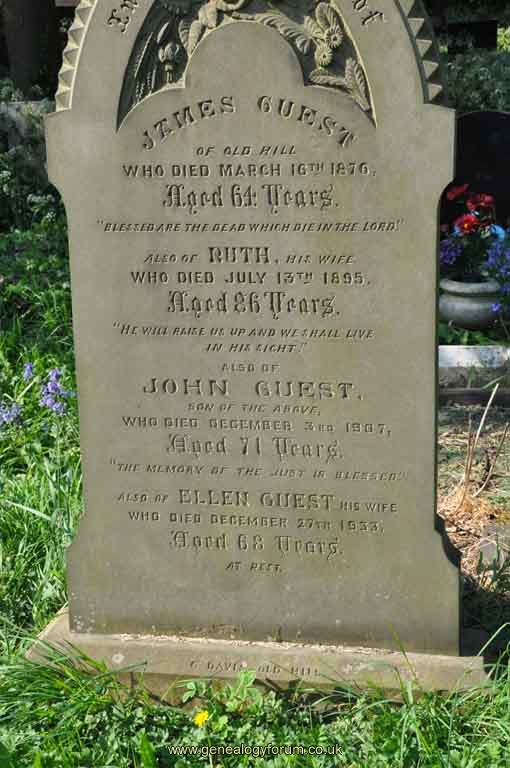 In of
JAMES GUEST
OF OLD HILL
WHO DIED MARCH 16TH 1876,
Aged 64 Years.
"BLESSED ARE THE DEAD WHICH DIE IN THE LORD."
ALSO OF RUTH, HIS WIFE
WHO DIED JULY 13TH 1895,
Aged 86 Years.
"HE WILL RAISE US UP AND WE SHALL LIVE
IN HIS SIGHT."
ALSO OF
JOHN GUEST,
SON OF THE ABOVE,
WHO DIED DECEMBER 3RD 1907,
Aged 71 Years.
"THE MEMORY OF THE JUST IS BLESSED."
ALSO OF ELLEN GUEST HIS WIFE
WHO DIED DECEMBER 27TH 1933,
Aged 68 Years.
AT REST.
DAVIS OLD HILL
www.genealogyforum.co.uk